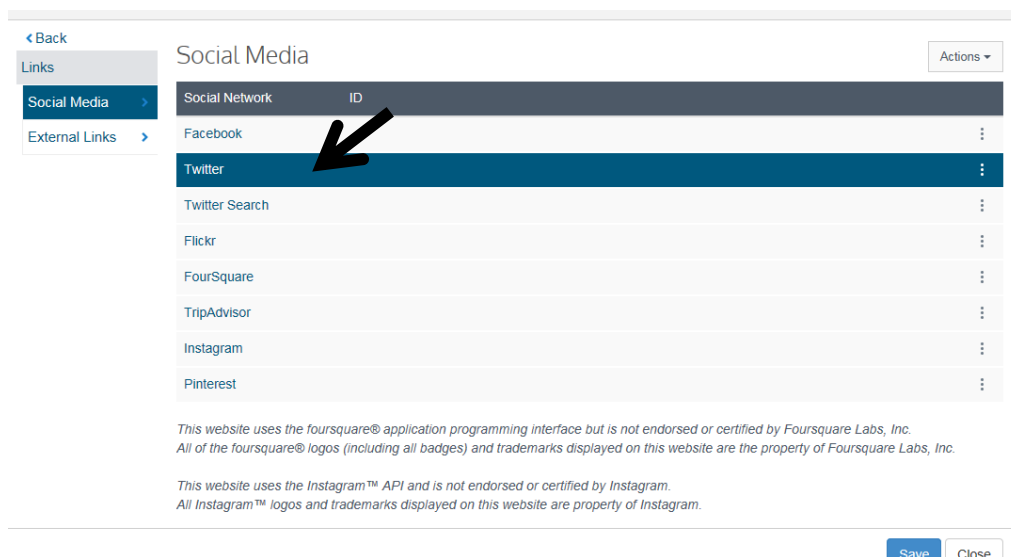 Back
Links
Social Media
External Links
Social Media
Actions
Social Network ID
Facebook
Twitter
Twitter Search
Flickr
FourSquare
TripAdvisor
Instagram
Pinterest
This website uses the foursquare® application programming interface but is not endorsed or certified by Foursquare Labs, Inc.
All of the foursquare® logos (including all badges) and trademarks displayed on this website are the property of Foursquare Labs, Inc.
This website uses the Instagram™ API and is not endorsed or certified by Instagram.
All Instagram™ logos and trademarks displayed on this website are property of Instagram.
Save Close